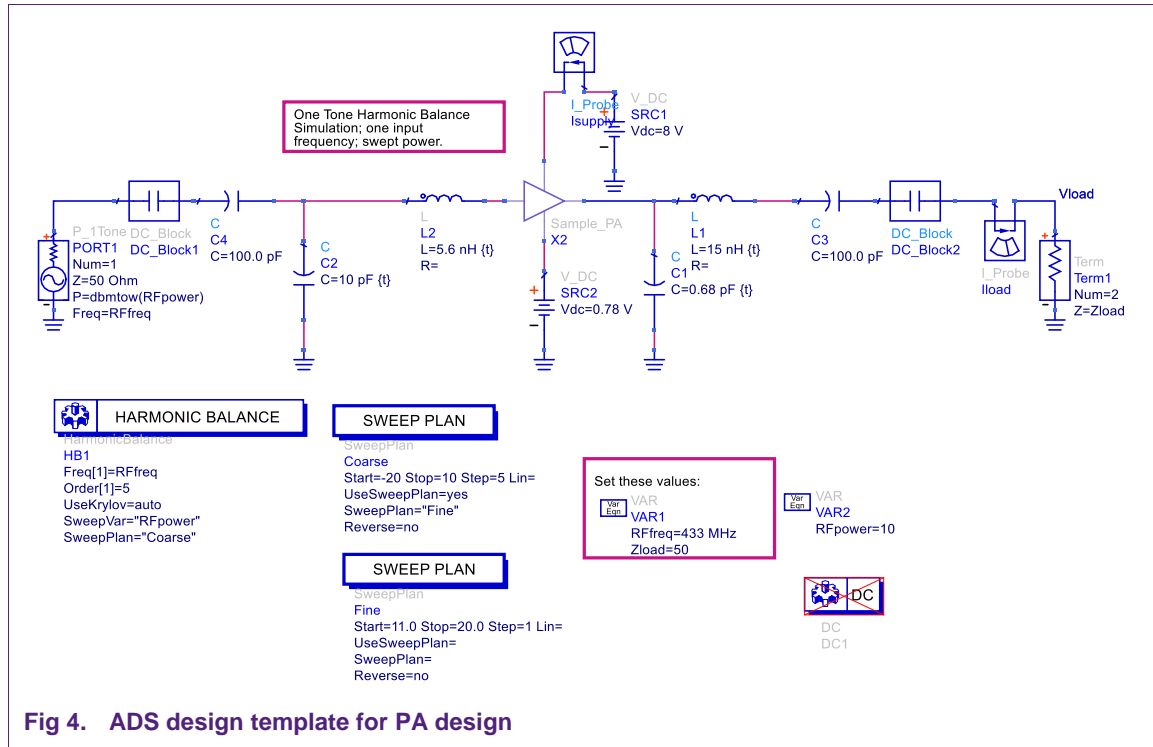 One Tone Harmonic Balance
Simulation; one input
frequency; swept power.
I_Probe
Isupply
V_DC
SRC1
Vdc=8 V
+
–
P_1Tone
PORT1
Num=1
Z=50 Ohm
P=dbmtow(RFpower)
Freq=RFfreq
+
–
DC_Block
DC_Block1
C
C4
C=100.0 pF
C
C2
C=10 pF {t}
L
L2
L=5.6 nH {t}
R=
Sample_PA
X2
V_DC
SRC2
Vdc=0.78 V
+
–
C
C1
C=0.68 pF {t}
L
L1
L=15 nH {t}
R=
C
C3
C=100.0 pF
DC_Block
DC_Block2
I_Probe
Iload
Vload
Term
Term1
Num=2
Z=Zload
+
–
HARMONIC BALANCE
HarmonicBalance
HB1
Freq[1]=RFfreq
Order[1]=5
UseKrylov=auto
SweepVar="RFpower"
SweepPlan="Coarse"
SWEEP PLAN
SweepPlan
Coarse
Start=-20 Stop=10 Step=5 Lin=
UseSweepPlan=yes
SweepPlan="Fine"
Reverse=no
SWEEP PLAN
SweepPlan
Fine
Start=11.0 Stop=20.0 Step=1 Lin=
UseSweepPlan=
SweepPlan=
Reverse=no
Set these values:
Var
Eqn
VAR
VAR1
RFfreq=433 MHz
Zload=50
Var
Eqn
VAR
VAR2
RFpower=10
DC
DC
DC1
Fig 4. ADS design template for PA design